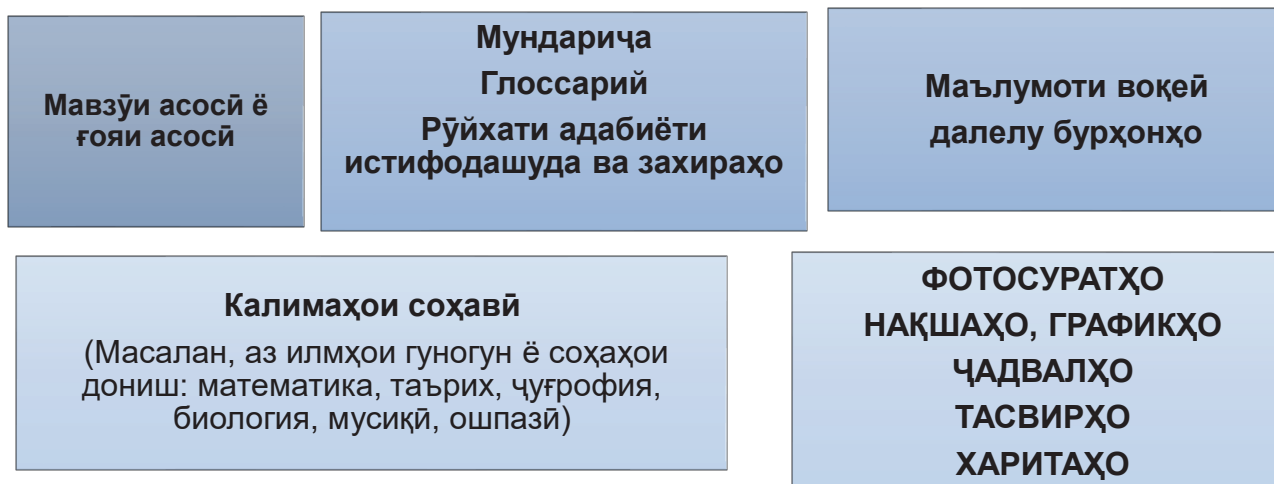 Мавзӯи асосӣ ё
ғояи асосӣ
Мундариҷа
Глоссарий
Рӯйхати адабиёти
истифодашуда ва захираҳо
Маълумоти воқеӣ
далелу бурҳонҳо
Калимаҳои соҳавӣ
(Масалан, аз илмҳои гуногун ё соҳаҳои
дониш: математика, таърих, ҷуғрофия,
биология, мусиқӣ, ошпазӣ)
ФОТОСУРАТҲО
НАҚШАҲО, ГРАФИКҲО
ҶАДВАЛҲО
ТАСВИРҲО
ХАРИТАҲО